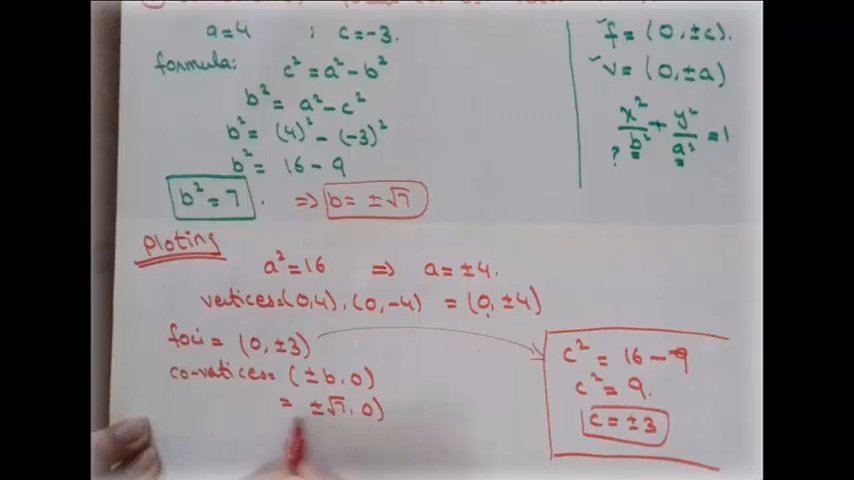 a=4 ; c=-3.
formula: c² = a² - b²
b² = a² - c²
b² = (4)² - (-3)²
b² = 16 - 9
b² = 7 . ⇒ b = ±√7
f = (0, ±c).
v = (0, ±a)
x²/b² + y²/a² = 1
?
Ploting
a² = 16 ⇒ a = ±4.
vertices = (0,4), (0,-4) = (0, ±4)
foci = (0, ±3)
co-vatices = (±b, 0)
= ±√7, 0)
c² = 16 - 9
c² = 9.
c = ±3